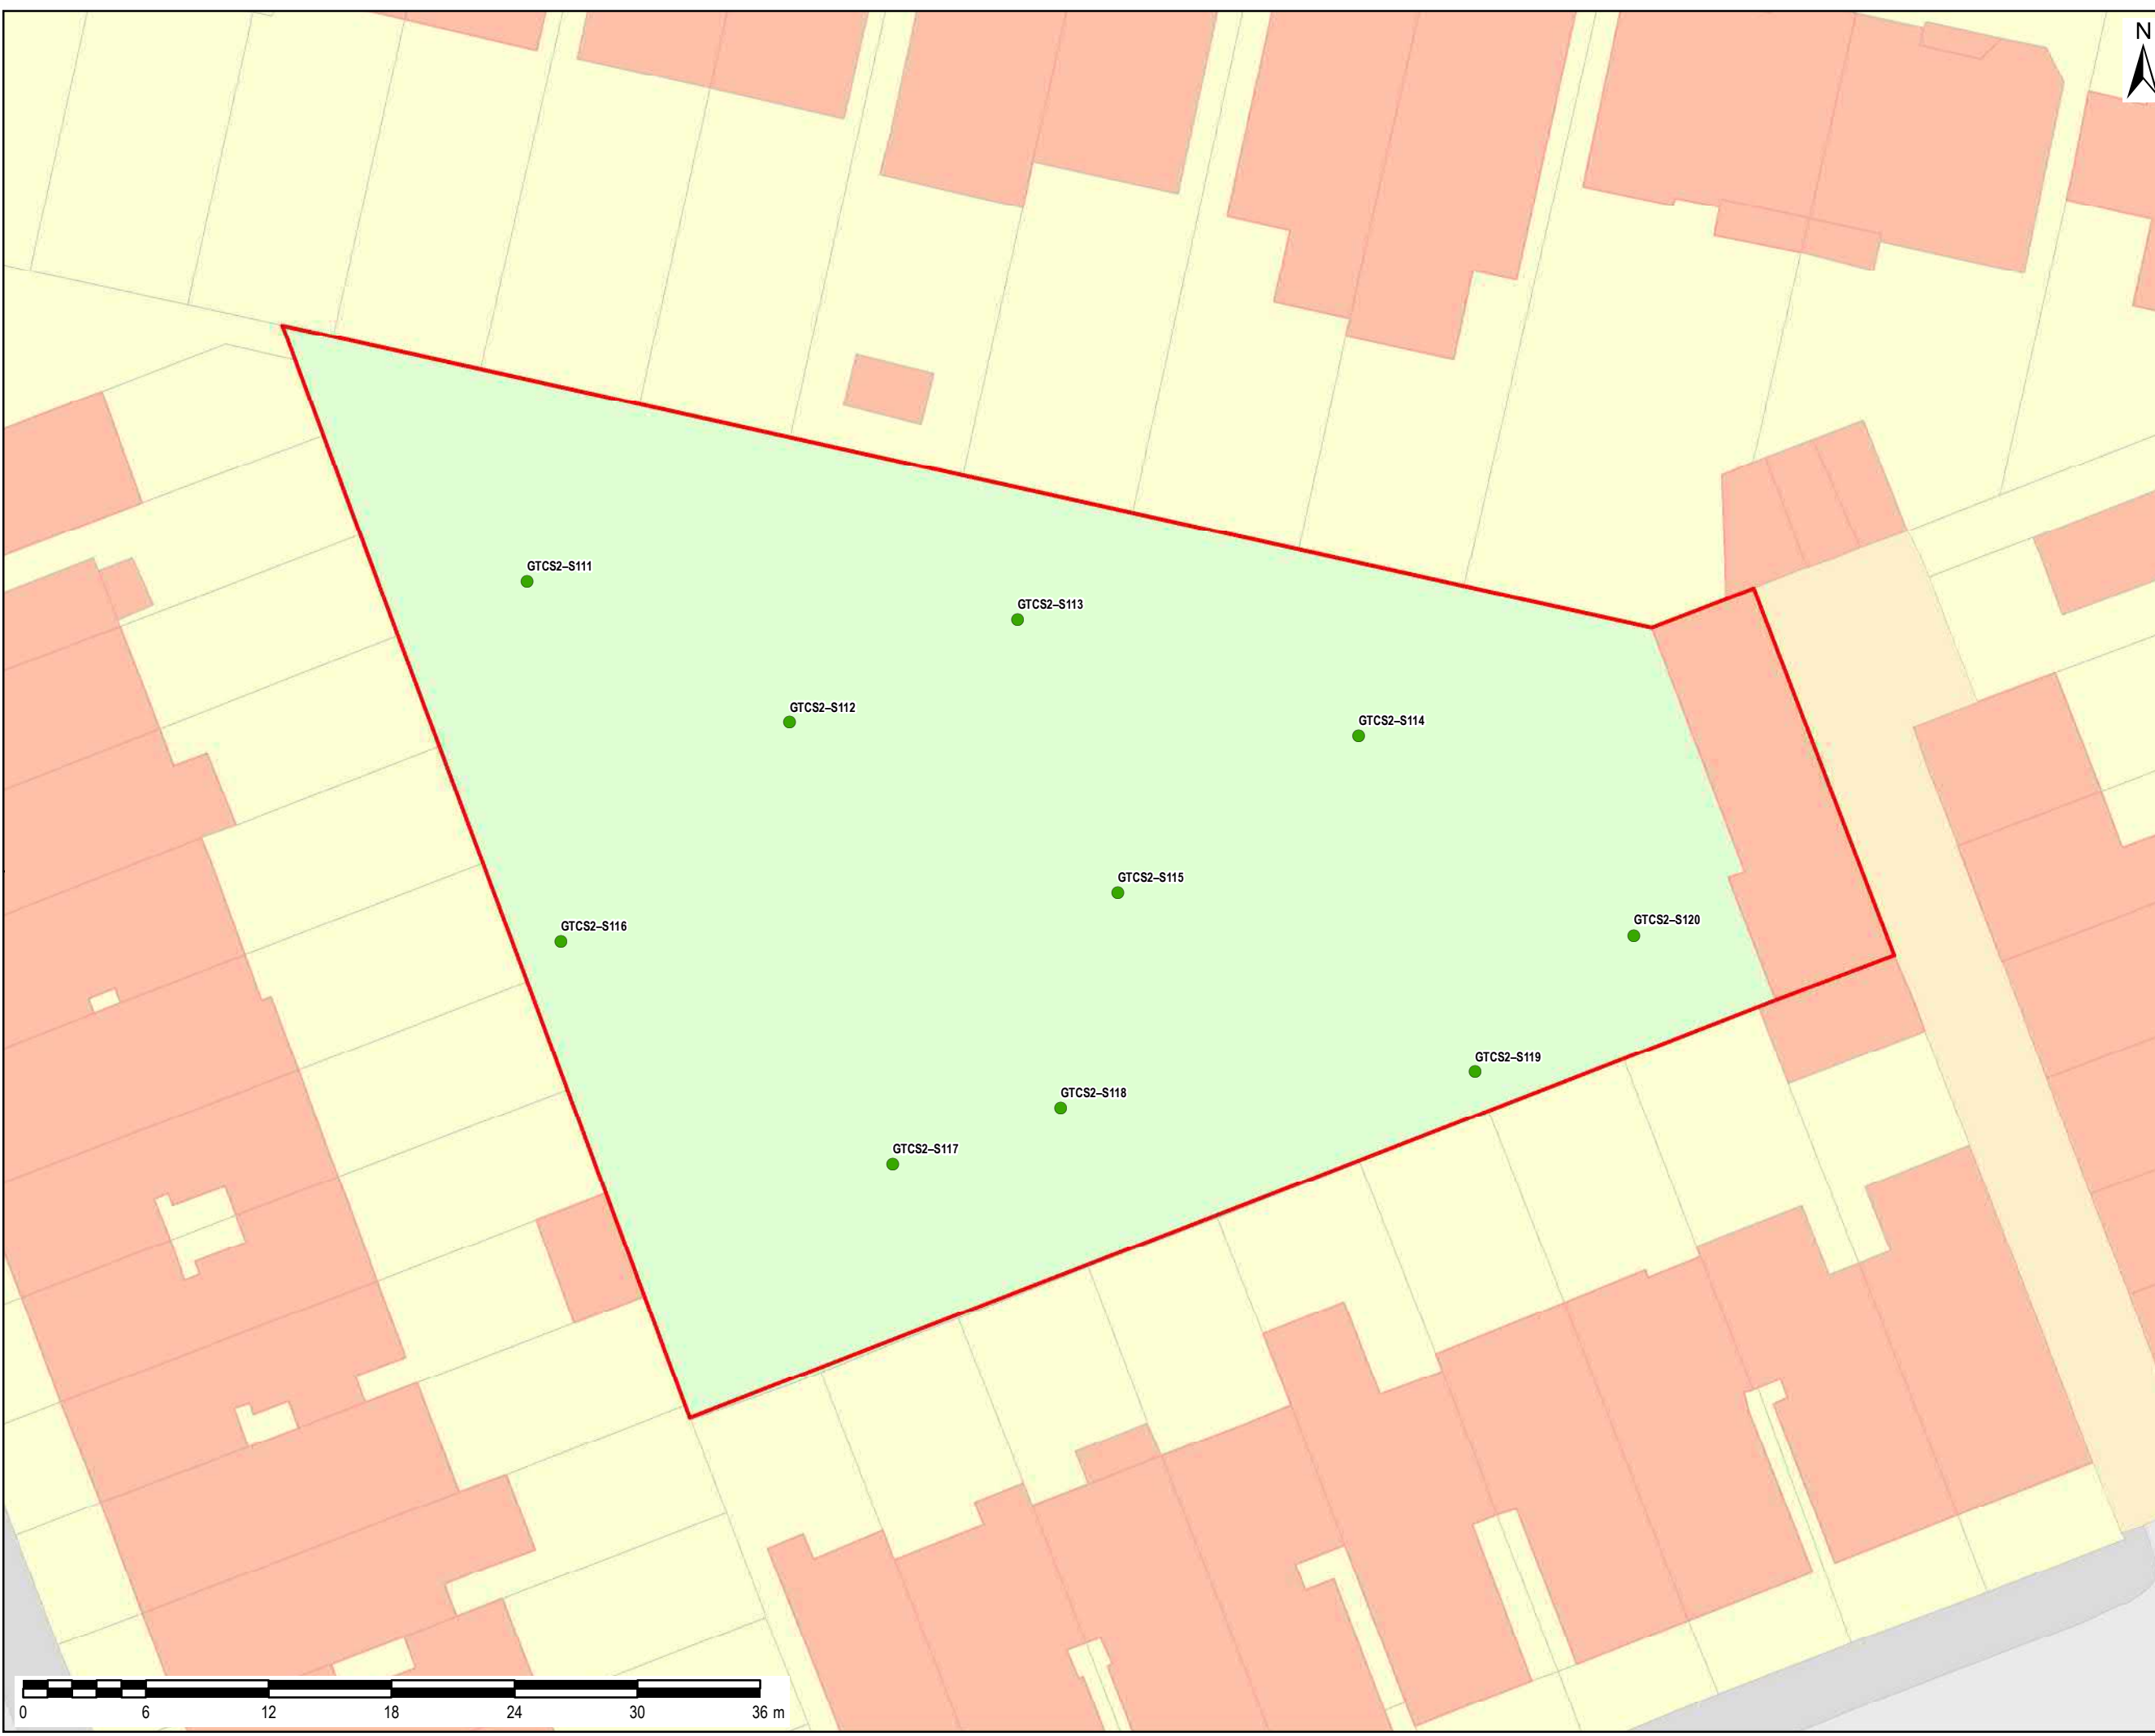 N
GTCS2–S111
GTCS2–S113
GTCS2–S112
GTCS2–S114
GTCS2–S115
GTCS2–S116
GTCS2–S120
GTCS2–S119
GTCS2–S118
GTCS2–S117
0 6 12 18 24 30 36 m